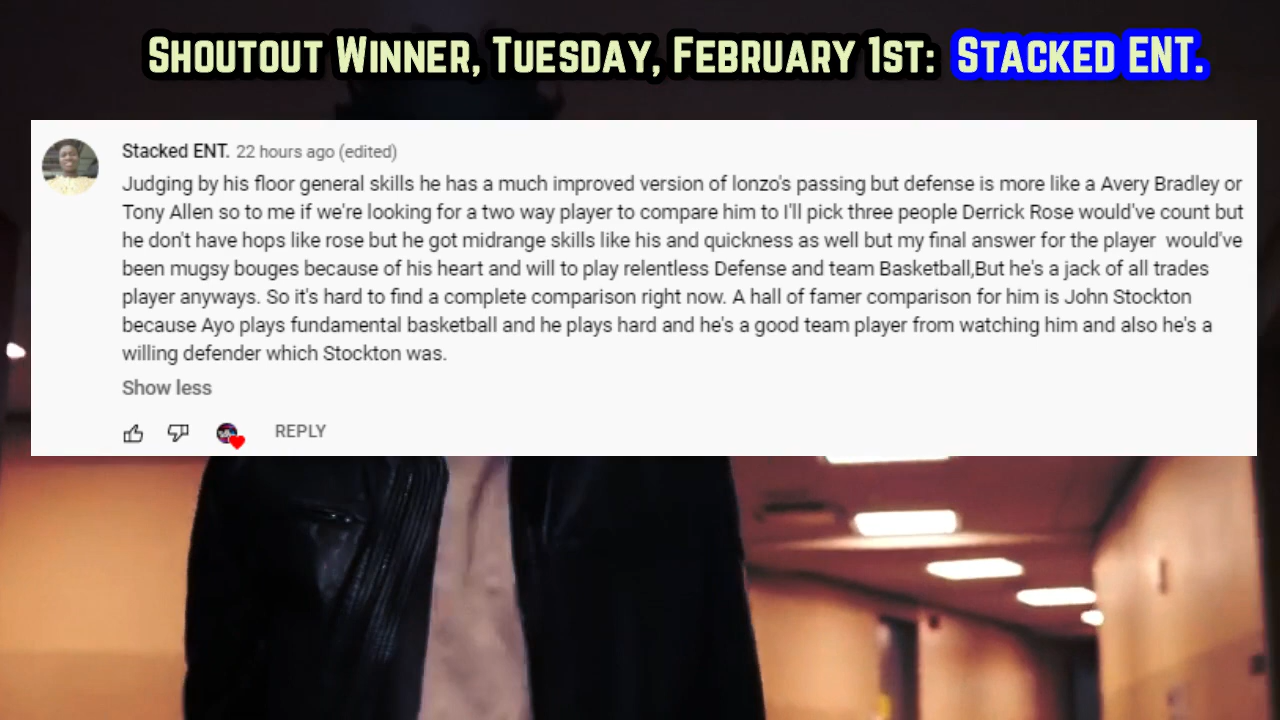 Shoutout Winner, Tuesday, February 1st: Stacked ENT.
Stacked ENT. 22 hours ago (edited)
Judging by his floor general skills he has a much improved version of lonzo's passing but defense is more like a Avery Bradley or
Tony Allen so to me if we're looking for a two way player to compare him to I'll pick three people Derrick Rose would've count but
he don't have hops like rose but he got midrange skills like his and quickness as well but my final answer for the player would've
been mugsy bouges because of his heart and will to play relentless Defense and team Basketball,But he's a jack of all trades
player anyways. So it's hard to find a complete comparison right now. A hall of famer comparison for him is John Stockton
because Ayo plays fundamental basketball and he plays hard and he's a good team player from watching him and also he's a
willing defender which Stockton was.
Show less
REPLY